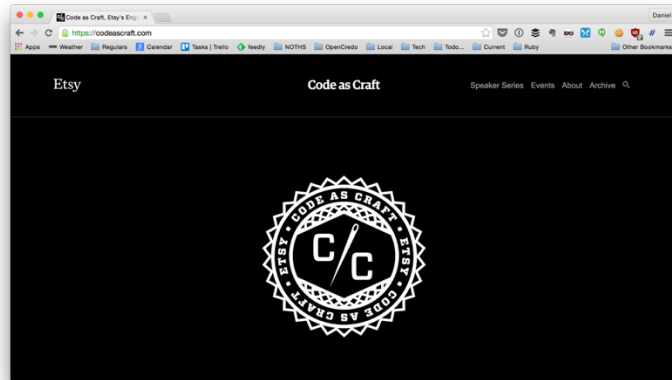 Code as Craft, Etsy's Engi
Daniel
https://codeascraft.com
Apps Weather Regulars Calendar Tasks | Trello feedly NOTHS OpenCredo Local Tech Todo... Current Ruby Other Bookmarks
Etsy Code as Craft Speaker Series Events About Archive
CODE AS CRAFT
ETSY ETSY
C/C
CODE AS CRAFT